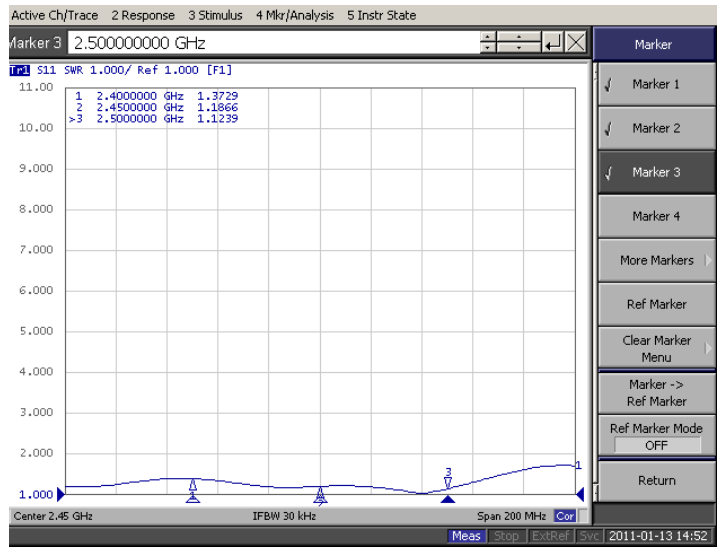 Active Ch/Trace 2 Response 3 Stimulus 4 Mkr/Analysis 5 Instr State
Marker 3 2.500000000 GHz
Tr1 S11 SWR 1.000/ Ref 1.000 [F1]
11.00
1 2.4000000 GHz 1.3729
2 2.4500000 GHz 1.1866
>3 2.5000000 GHz 1.1239
10.00
9.000
8.000
7.000
6.000
5.000
4.000
3.000
2.000
1.000
3
1
Center 2.45 GHz IFBW 30 kHz Span 200 MHz Cor
Marker
√ Marker 1
√ Marker 2
√ Marker 3
Marker 4
More Markers
Ref Marker
Clear Marker
Menu
Marker ->
Ref Marker
Ref Marker Mode
OFF
Return
Meas Stop ExtRef Svc 2011-01-13 14:52